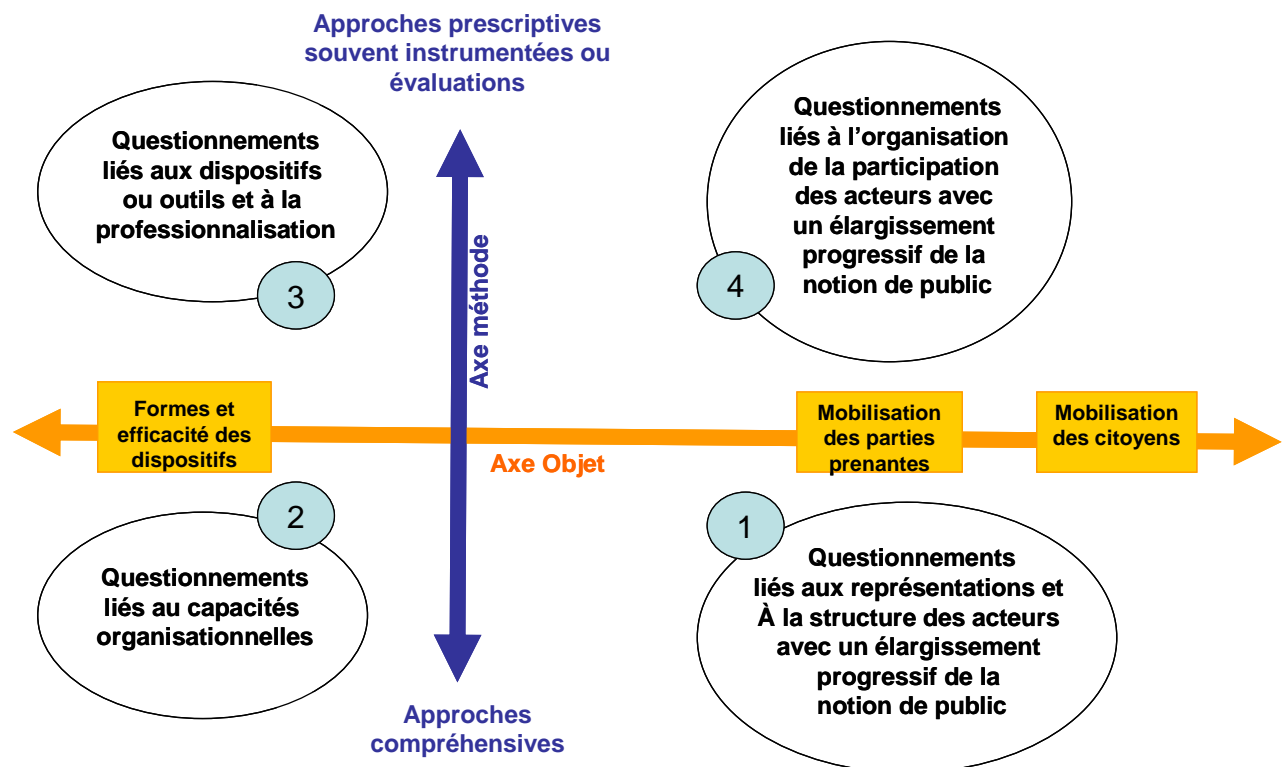 Approches prescriptives
souvent instrumentées ou
évaluations
Questionnements
liés aux dispositifs
ou outils et à la
professionnalisation
3
Questionnements
liés à l'organisation
de la participation
des acteurs avec
un élargissement
progressif de la
notion de public
4
Axe méthode
Formes et
efficacité des
dispositifs
Axe Objet
Mobilisation
des parties
prenantes
Mobilisation
des citoyens
2
Questionnements
liés au capacités
organisationnelles
1
Questionnements
liés aux représentations et
À la structure des acteurs
avec un élargissement
progressif de la
notion de public
Approches
compréhensives